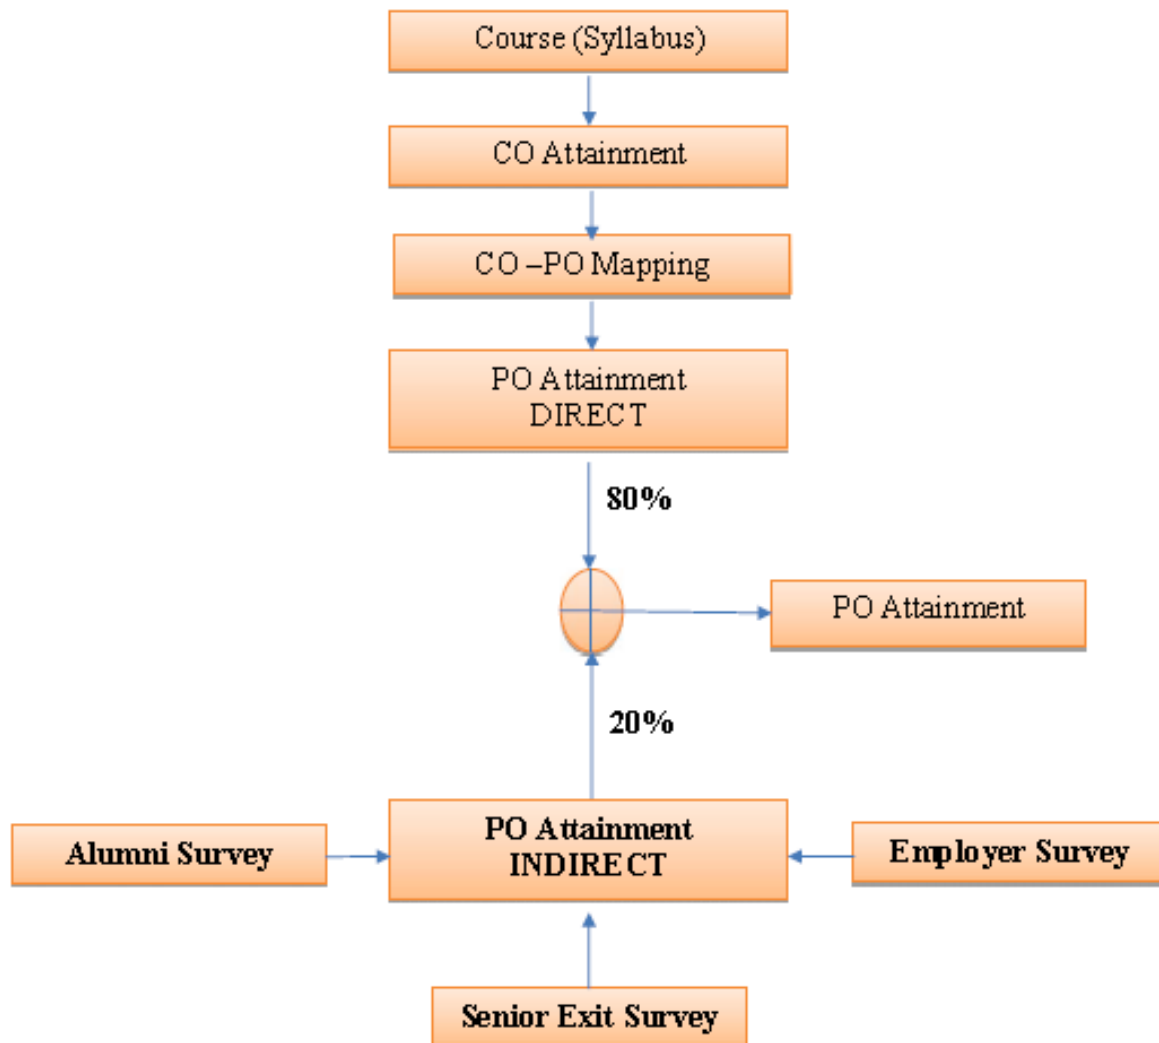 Course (Syllabus)
CO Attainment
CO –PO Mapping
PO Attainment
DIRECT
80%
PO Attainment
20%
Alumni Survey
PO Attainment
INDIRECT
Employer Survey
Senior Exit Survey